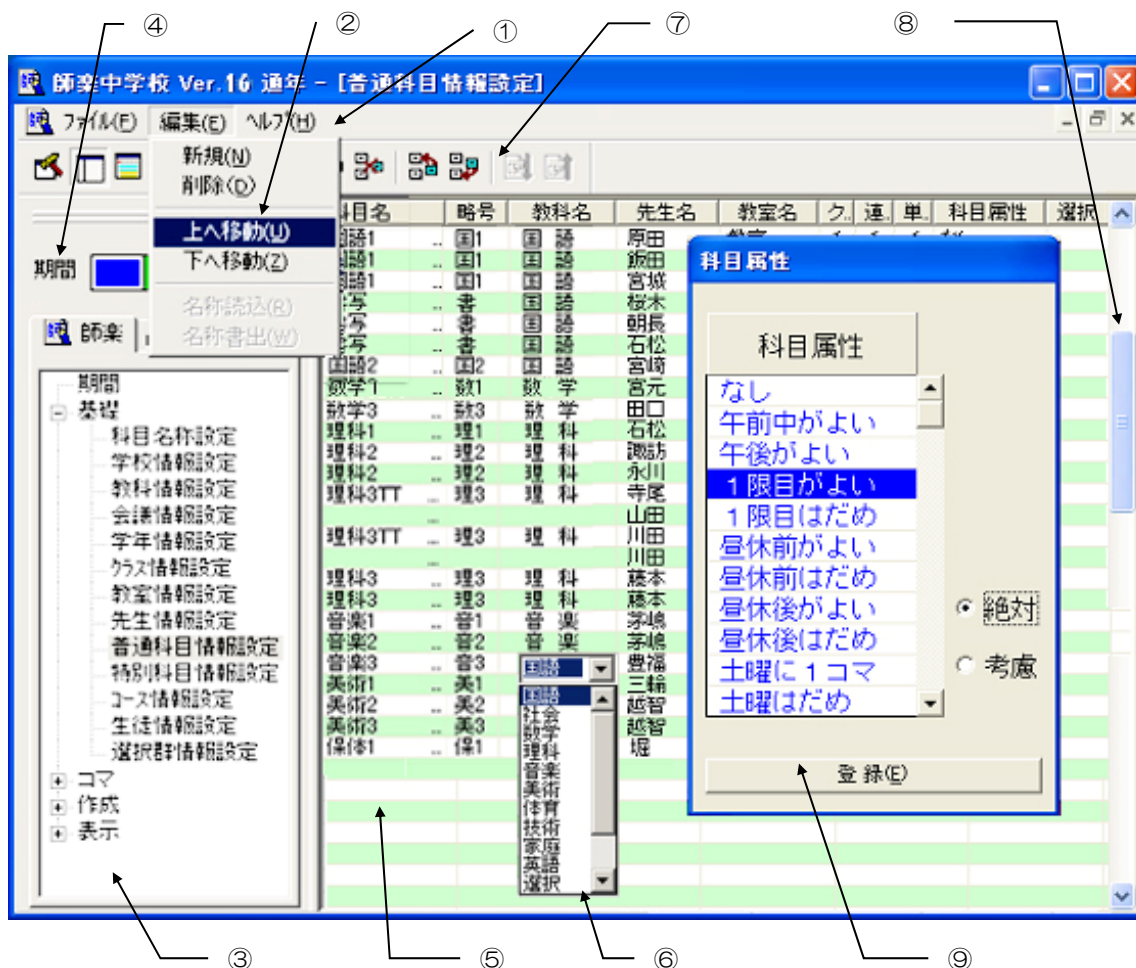 ④ ② ① ⑦ ⑧
師楽中学校 Ver.16 通年 - [普通科目情報設定]
ファイル(F) 編集(E) ヘルプ(H)
新規(N)
削除(D)
上へ移動(U)
下へ移動(Z)
名称読込(R)
名称書出(W)
期間
師楽
期間
基礎
科目名称設定
学校情報設定
教科情報設定
会議情報設定
学年情報設定
クラス情報設定
教室情報設定
先生情報設定
普通科目情報設定
特別科目情報設定
コース情報設定
生徒情報設定
選択群情報設定
コマ
作成
表示
科目名 略号 教科名 先生名 教室名 ク.. 連.. 単.. 科目属性 選択
国語1 .. 国1 国 語 原田
国語1 .. 国1 国 語 飯田
国語1 .. 国1 国 語 宮城
書写 .. 書 国 語 桜木
書写 .. 書 国 語 朝長
書写 .. 書 国 語 石松
国語2 .. 国2 国 語 宮崎
数学1 .. 数1 数 学 宮元
数学3 .. 数3 数 学 田口
理科1 .. 理1 理 科 石松
理科2 .. 理2 理 科 諏訪
理科2 .. 理2 理 科 永川
理科3TT ... 理3 理 科 寺尾
... 山田
理科3TT ... 理3 理 科 川田
... 川田
理科3 .. 理3 理 科 藤本
理科3 .. 理3 理 科 藤本
音楽1 .. 音1 音 楽 茅嶋
音楽2 .. 音2 音 楽 茅嶋
音楽3 .. 音3 豊福
美術1 .. 美1 三輪
美術2 .. 美2 越智
美術3 .. 美3 越智
保体1 .. 保1 堀
国語
国語
社会
数学
理科
音楽
美術
体育
技術
家庭
英語
選択
科目属性
科目属性
なし
午前中がよい
午後がよい
1限目がよい
1限目はだめ
昼休前がよい
昼休前はだめ
昼休後がよい
昼休後はだめ
土曜に1コマ
土曜はだめ
絶対
考慮
登録(E)
③ ⑤ ⑥ ⑨